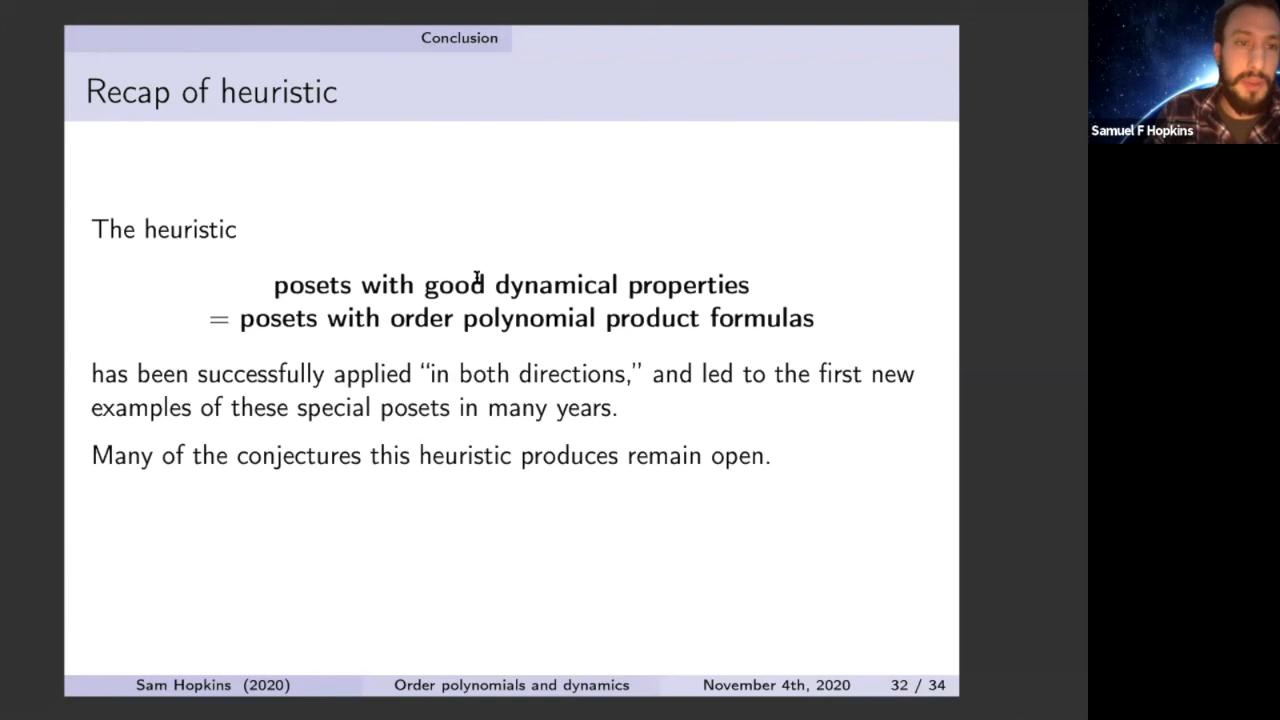 Conclusion
Recap of heuristic
Samuel F Hopkins
The heuristic
posets with good dynamical properties
= posets with order polynomial product formulas
has been successfully applied “in both directions,” and led to the first new
examples of these special posets in many years.
Many of the conjectures this heuristic produces remain open.
Sam Hopkins (2020) Order polynomials and dynamics November 4th, 2020 32 / 34